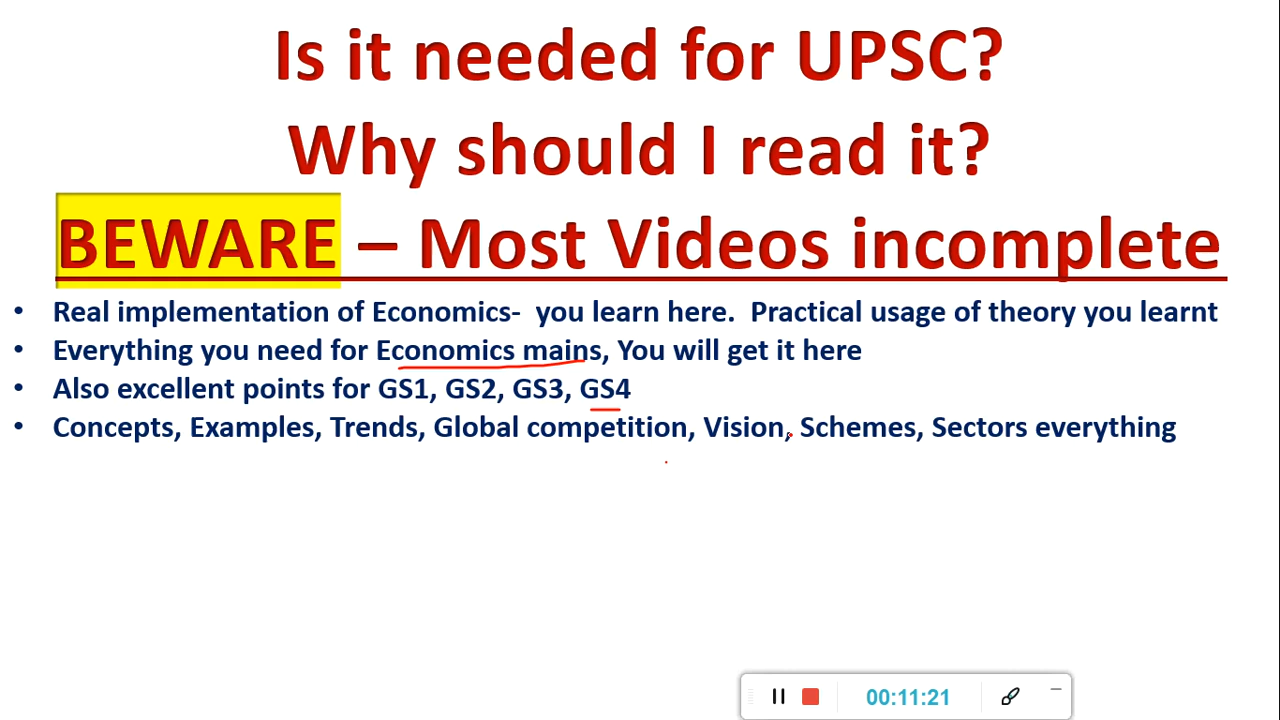 Is it needed for UPSC?
Why should I read it?
BEWARE – Most Videos incomplete
• Real implementation of Economics- you learn here. Practical usage of theory you learnt
• Everything you need for Economics mains, You will get it here
• Also excellent points for GS1, GS2, GS3, GS4
• Concepts, Examples, Trends, Global competition, Vision, Schemes, Sectors everything
00:11:21